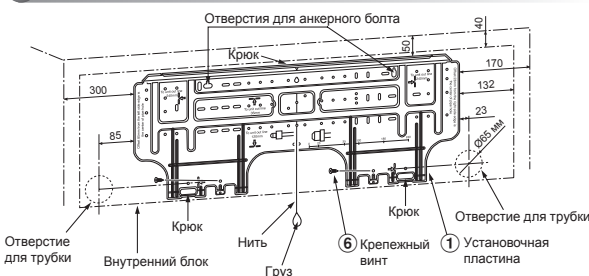 Отверстия для анкерного болта
40
50
Крюк
170
300
132
23
85
Ø65 мм
Крюк
Крюк
Отверстие
для трубки
Отверстие для трубки
Внутренний блок
Нить
Груз
6 Крепежный
винт
1 Установочная
пластина